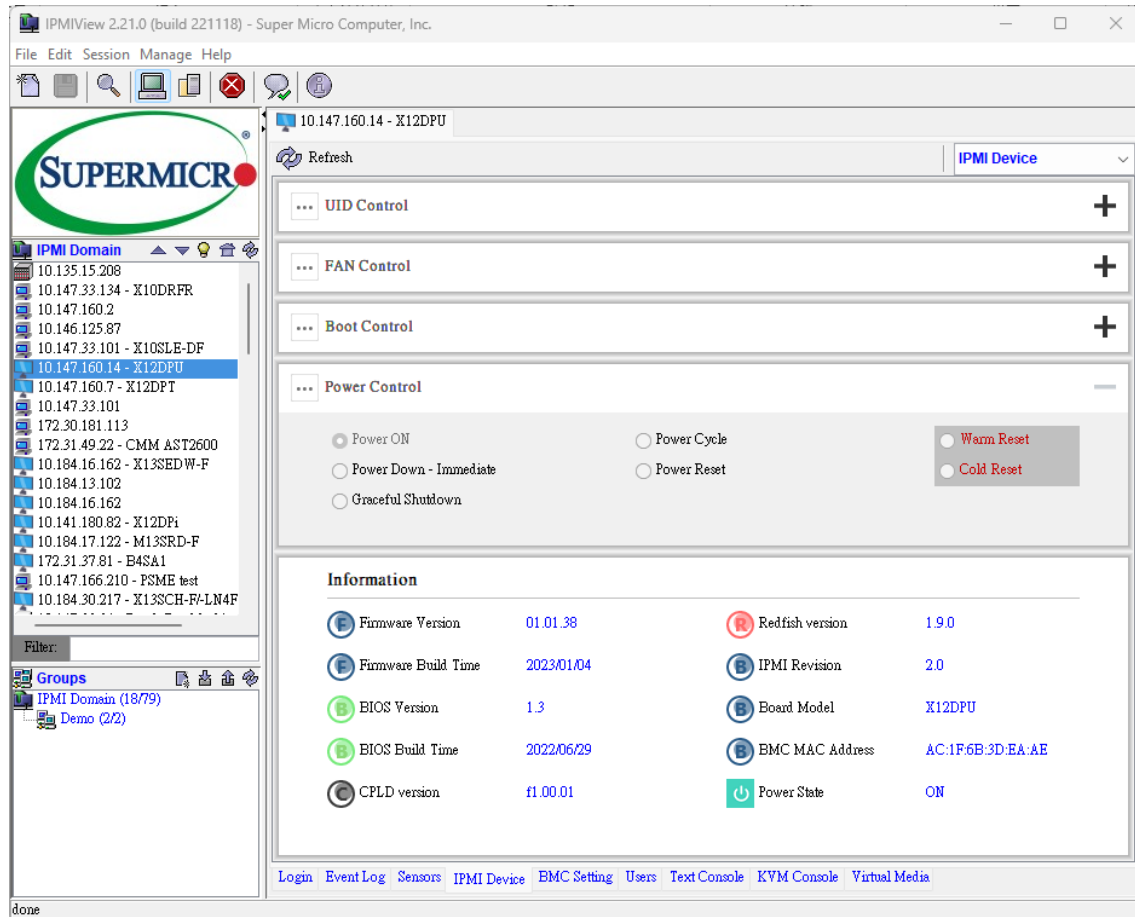 IPMIView 2.21.0 (build 221118) - Super Micro Computer, Inc.
File Edit Session Manage Help
SUPERMICR
®
IPMI Domain
10.135.15.208
10.147.33.134 - X10DRFR
10.147.160.2
10.146.125.87
10.147.33.101 - X10SLE-DF
10.147.160.14 - X12DPU
10.147.160.7 - X12DPT
10.147.33.101
172.30.181.113
172.31.49.22 - CMM AST2600
10.184.16.162 - X13SEDW-F
10.184.13.102
10.184.16.162
10.141.180.82 - X12DPi
10.184.17.122 - M13SRD-F
172.31.37.81 - B4SA1
10.147.166.210 - PSME test
10.184.30.217 - X13SCH-F/-LN4F
Filter:
Groups
IPMI Domain (18/79)
Demo (2/2)
10.147.160.14 - X12DPU
Refresh
IPMI Device
UID Control
FAN Control
Boot Control
Power Control
Power ON Power Cycle Warm Reset
Power Down - Immediate Power Reset Cold Reset
Graceful Shutdown
Information
F Firmware Version 01.01.38 R Redfish version 1.9.0
F Firmware Build Time 2023/01/04 B IPMI Revision 2.0
B BIOS Version 1.3 B Board Model X12DPU
B BIOS Build Time 2022/06/29 B BMC MAC Address AC:1F:6B:3D:EA:AE
C CPLD version f1.00.01 Power State ON
Login Event Log Sensors IPMI Device BMC Setting Users Text Console KVM Console Virtual Media
done